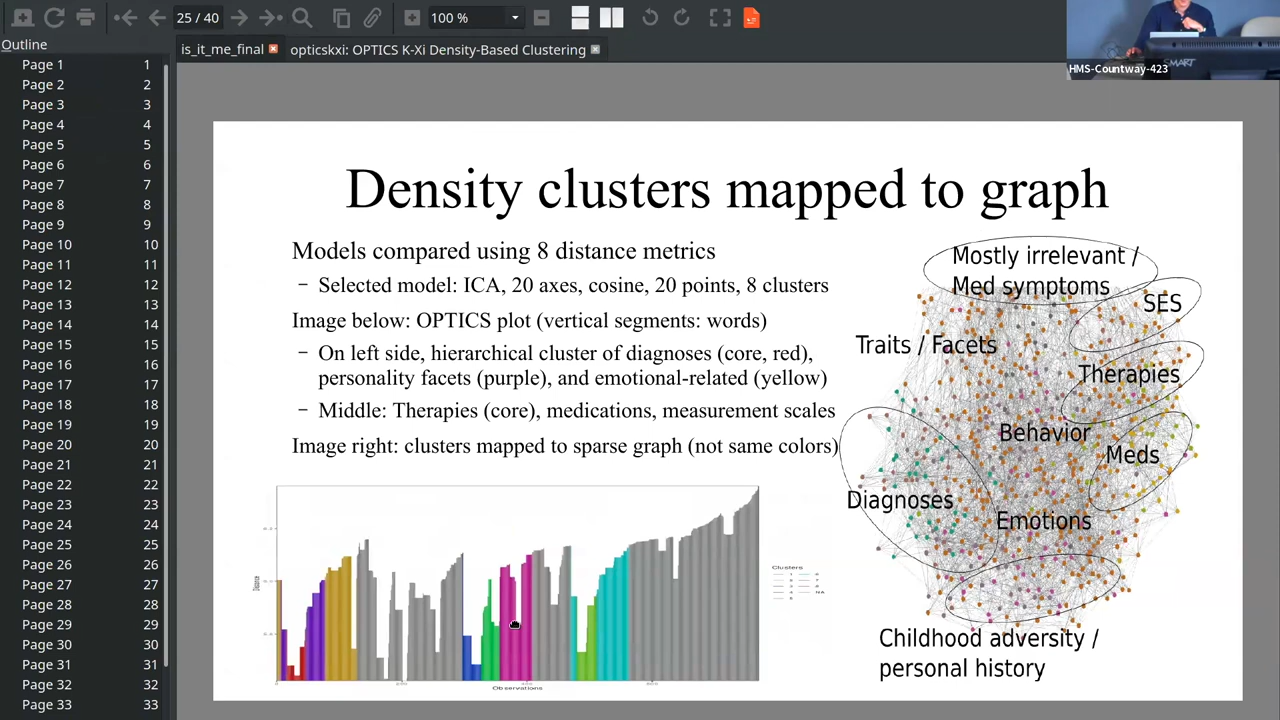 25 / 40
100 %
Outline
is_it_me_final
opticskxi: OPTICS K-Xi Density-Based Clustering
HMS-Countway-423
SMART
Page 1 1
Page 2 2
Page 3 3
Page 4 4
Page 5 5
Page 6 6
Page 7 7
Page 8 8
Page 9 9
Page 10 10
Page 11 11
Page 12 12
Page 13 13
Page 14 14
Page 15 15
Page 16 16
Page 17 17
Page 18 18
Page 19 19
Page 20 20
Page 21 21
Page 22 22
Page 23 23
Page 24 24
Page 25 25
Page 26 26
Page 27 27
Page 28 28
Page 29 29
Page 30 30
Page 31 31
Page 32 32
Page 33 33
Density clusters mapped to graph
Models compared using 8 distance metrics
– Selected model: ICA, 20 axes, cosine, 20 points, 8 clusters
Image below: OPTICS plot (vertical segments: words)
– On left side, hierarchical cluster of diagnoses (core, red),
personality facets (purple), and emotional-related (yellow)
– Middle: Therapies (core), medications, measurement scales
Image right: clusters mapped to sparse graph (not same colors)
Mostly irrelevant /
Med symptoms
SES
Traits / Facets
Therapies
Behavior
Meds
Diagnoses
Emotions
Childhood adversity /
personal history
Clusters
NA
Observations